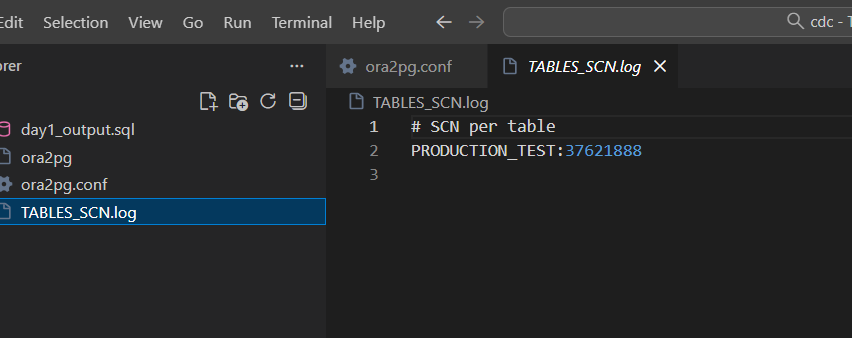 Edit Selection View Go Run Terminal Help cdc - T
orer
ora2pg.conf TABLES_SCN.log
day1_output.sql
ora2pg
ora2pg.conf
TABLES_SCN.log
TABLES_SCN.log
1 # SCN per table
2 PRODUCTION_TEST:37621888
3